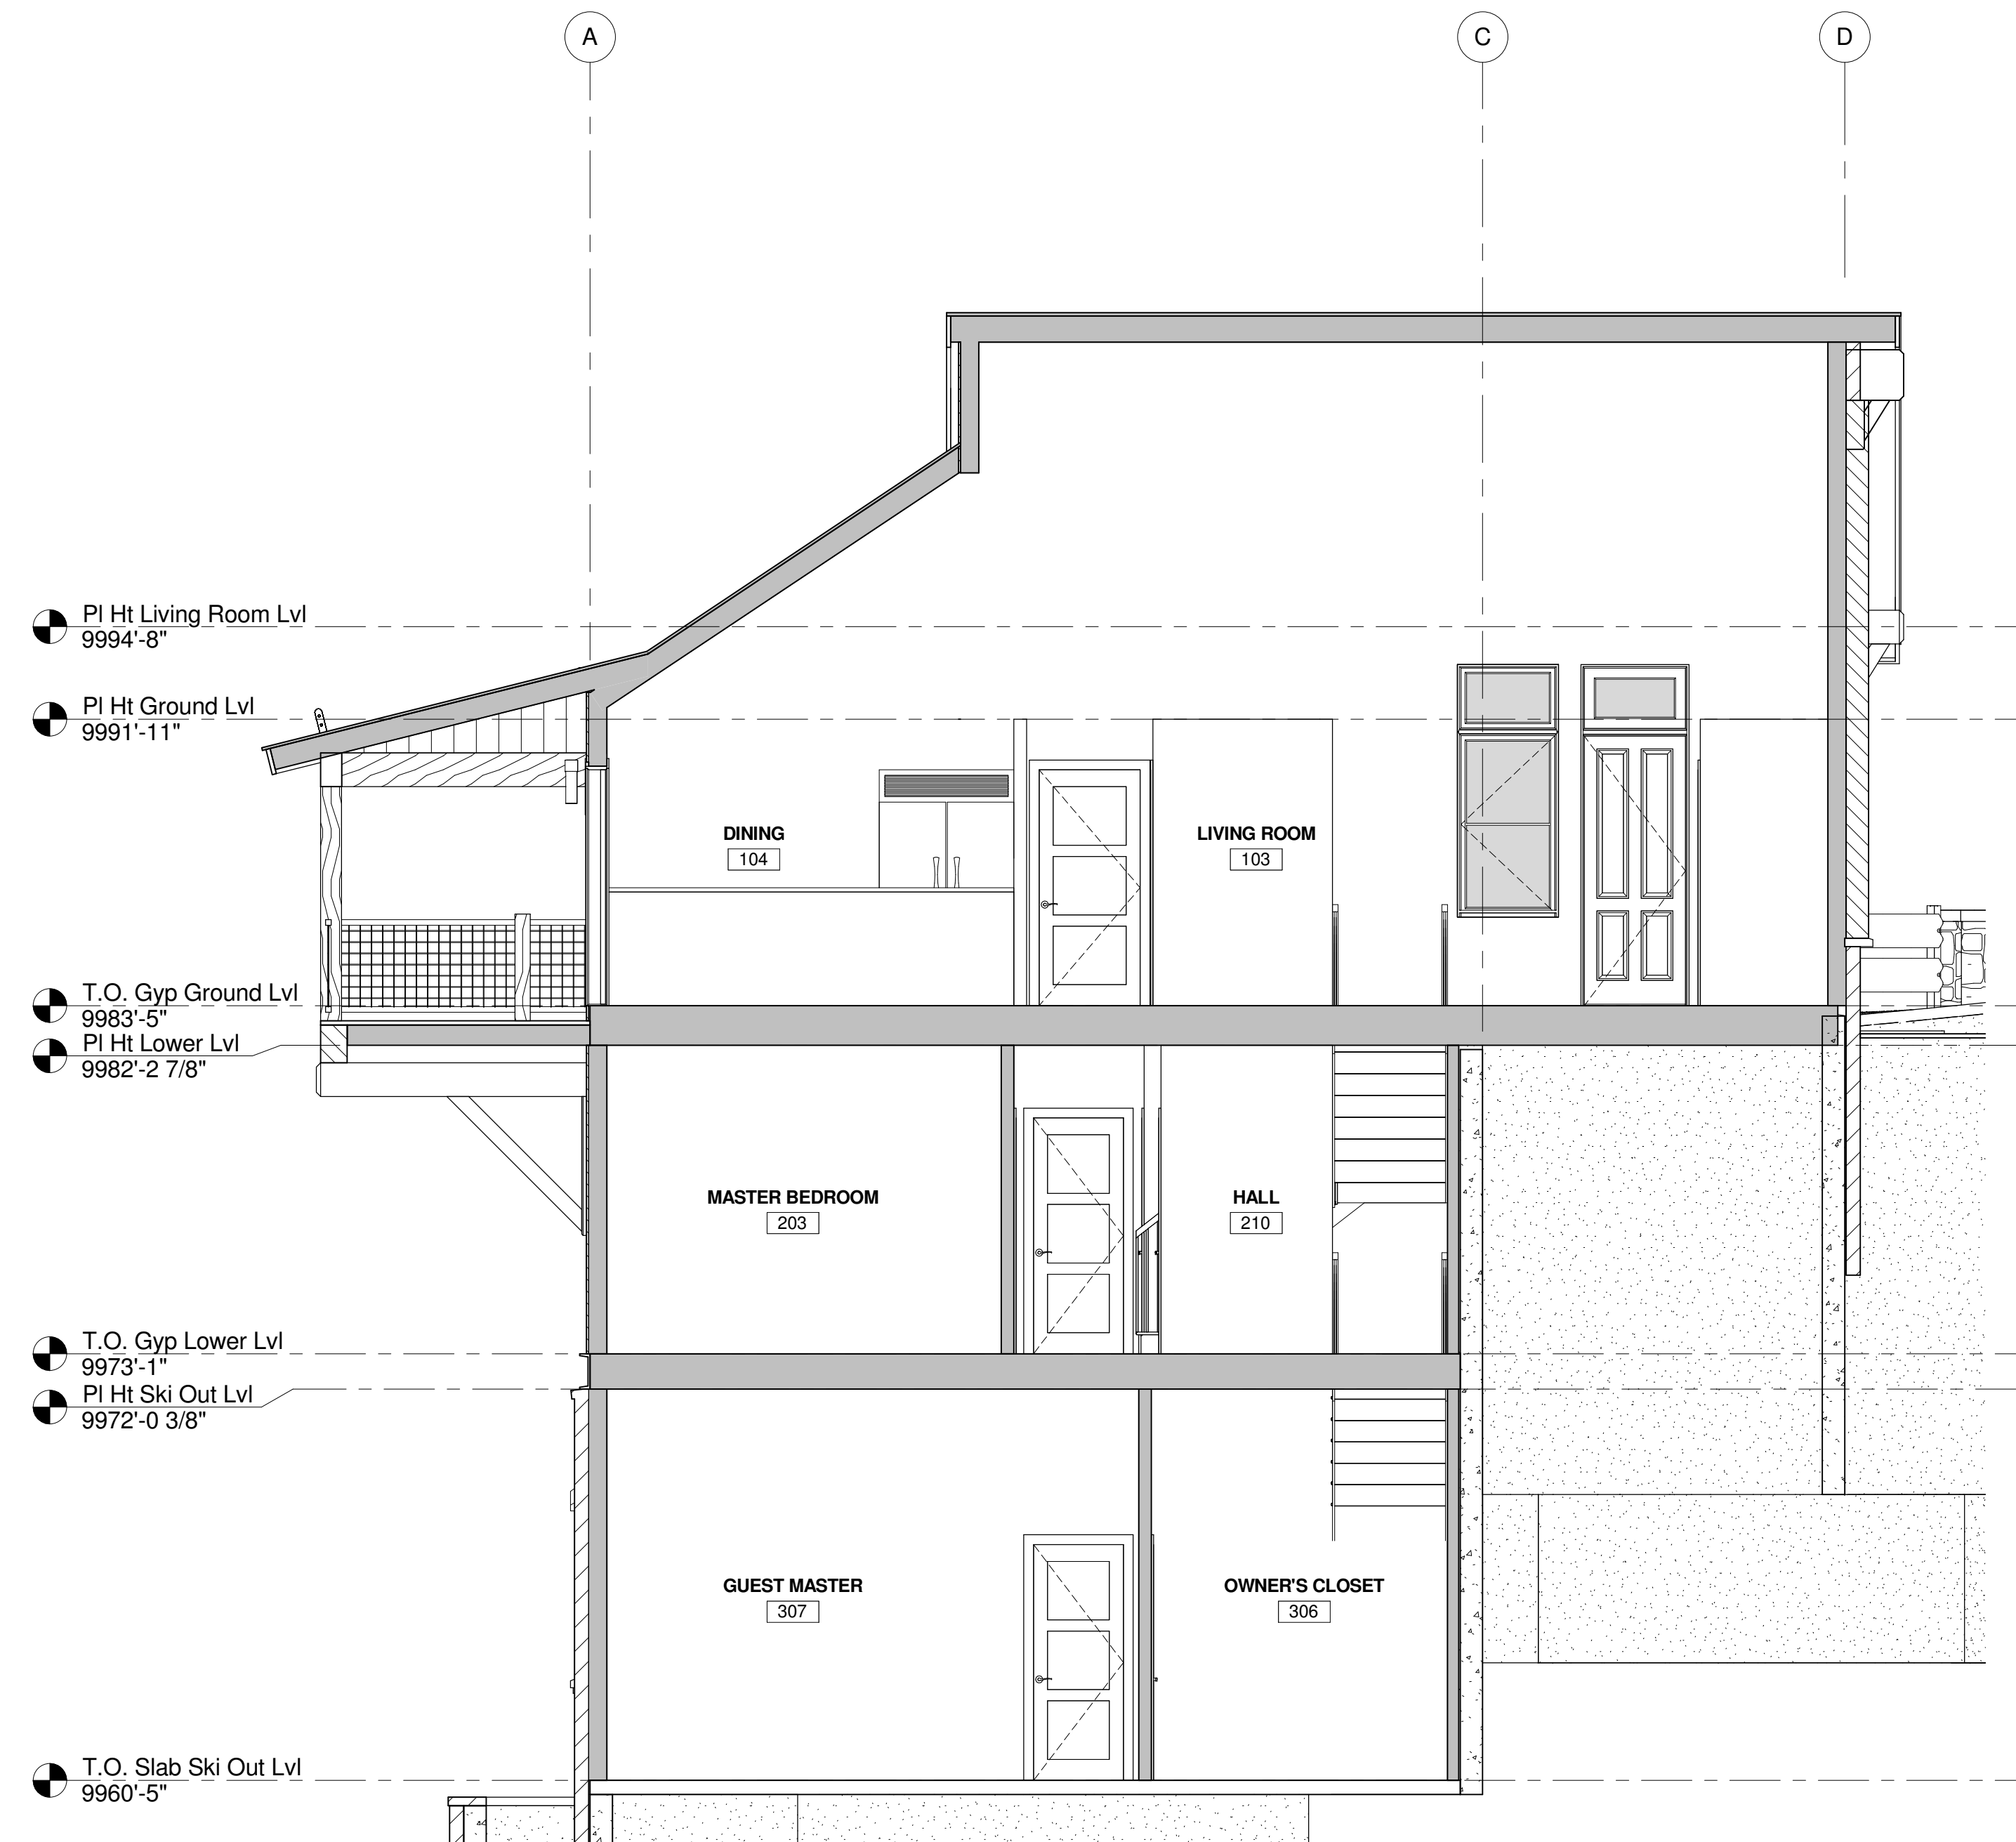 A
C
D
Pl Ht Living Room Lvl
9994'-8"
Pl Ht Ground Lvl
9991'-11"
DINING
104
LIVING ROOM
103
T.O. Gyp Ground Lvl
9983'-5"
Pl Ht Lower Lvl
9982'-2 7/8"
MASTER BEDROOM
203
HALL
210
T.O. Gyp Lower Lvl
9973'-1"
Pl Ht Ski Out Lvl
9972'-0 3/8"
GUEST MASTER
307
OWNER'S CLOSET
306
T.O. Slab Ski Out Lvl
9960'-5"